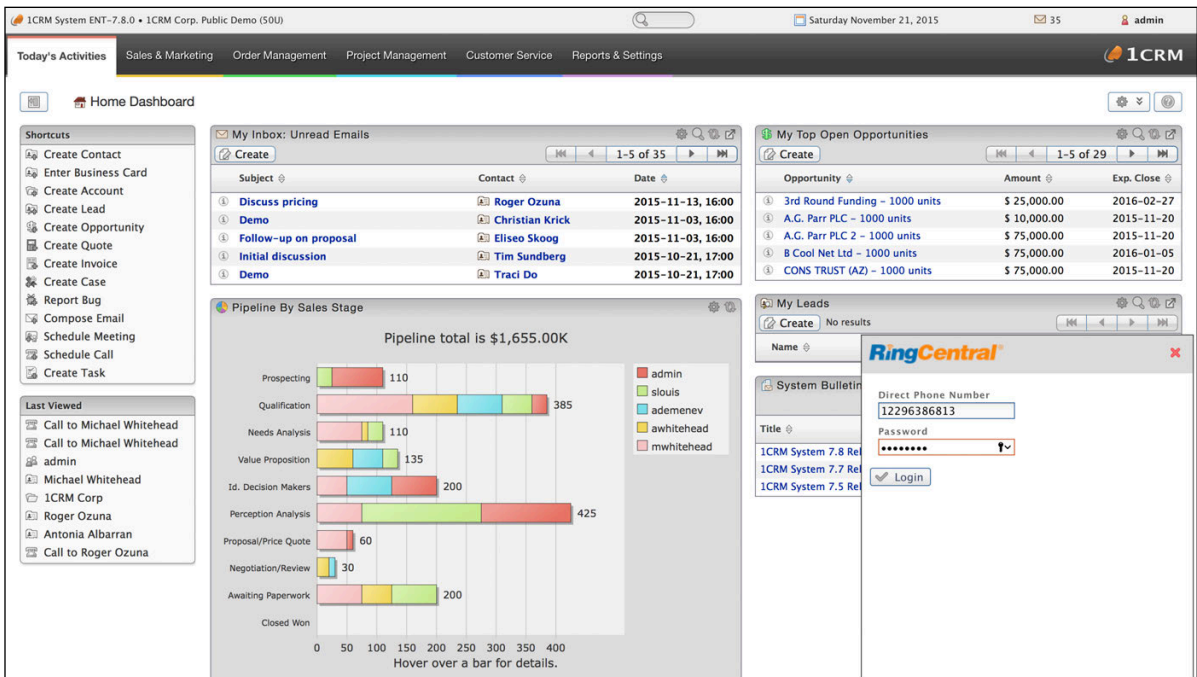 1CRM System ENT-7.8.0 • 1CRM Corp. Public Demo (50U)
Saturday November 21, 2015
35
admin
Today's Activities
Sales & Marketing
Order Management
Project Management
Customer Service
Reports & Settings
1CRM
Home Dashboard
Shortcuts
Create Contact
Enter Business Card
Create Account
Create Lead
Create Opportunity
Create Quote
Create Invoice
Create Case
Report Bug
Compose Email
Schedule Meeting
Schedule Call
Create Task
Last Viewed
Call to Michael Whitehead
Call to Michael Whitehead
admin
Michael Whitehead
1CRM Corp
Roger Ozuna
Antonia Albarran
Call to Roger Ozuna
My Inbox: Unread Emails
Create
1-5 of 35
Subject Contact Date
Discuss pricing Roger Ozuna 2015-11-13, 16:00
Demo Christian Krick 2015-11-03, 16:00
Follow-up on proposal Eliseo Skoog 2015-11-03, 16:00
Initial discussion Tim Sundberg 2015-10-21, 17:00
Demo Traci Do 2015-10-21, 17:00
Pipeline By Sales Stage
Pipeline total is $1,655.00K
Prospecting 110
Qualification 385
Needs Analysis 110
Value Proposition 135
Id. Decision Makers 200
Perception Analysis 425
Proposal/Price Quote 60
Negotiation/Review 30
Awaiting Paperwork 200
Closed Won
0 50 100 150 200 250 300 350 400
Hover over a bar for details.
admin
slouis
ademenev
awhitehead
mwhitehead
My Top Open Opportunities
Create
1-5 of 29
Opportunity Amount Exp. Close
3rd Round Funding - 1000 units $ 25,000.00 2016-02-27
A.G. Parr PLC - 1000 units $ 10,000.00 2015-11-20
A.G. Parr PLC 2 - 1000 units $ 75,000.00 2015-11-20
B Cool Net Ltd - 1000 units $ 75,000.00 2016-01-05
CONS TRUST (AZ) - 1000 units $ 75,000.00 2015-11-20
My Leads
Create No results
Name
System Bulletin
Title
1CRM System 7.8 Rel
1CRM System 7.7 Rel
1CRM System 7.5 Rel
RingCentral®
Direct Phone Number
12296386813
Password
••••••••
Login